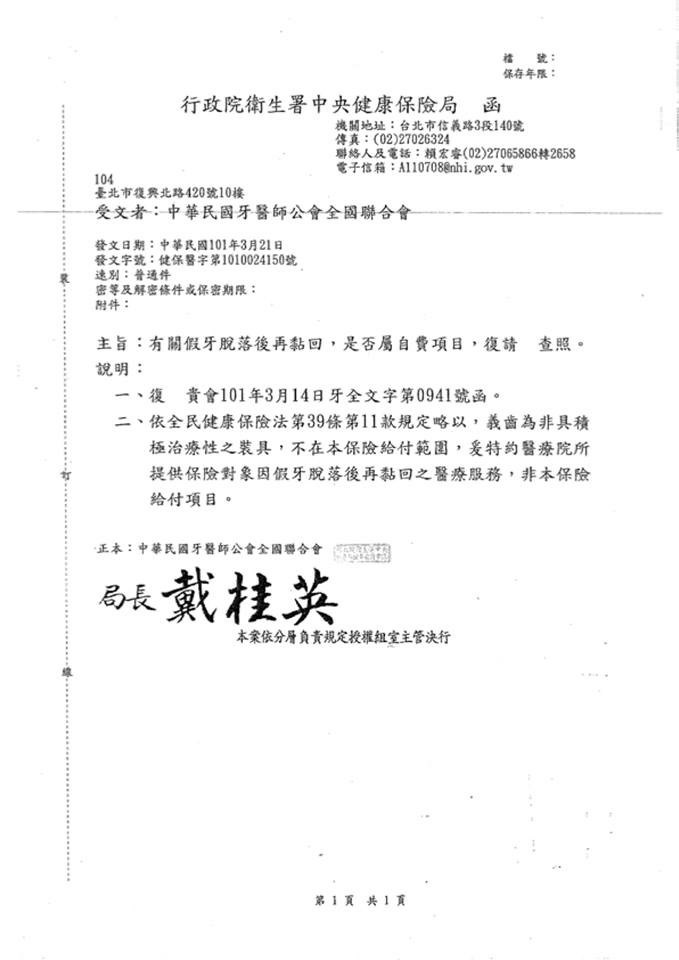 檔　　號：
保存年限：
行政院衛生署中央健康保險局　函
機關地址：台北市信義路3段140號
傳真：(02)27026324
聯絡人及電話：賴宏睿(02)27065866轉2658
電子信箱：A110708@nhi.gov.tw
104
臺北市復興北路420號10樓
受文者：中華民國牙醫師公會全國聯合會
發文日期：中華民國101年3月21日
發文字號：健保醫字第1010024150號
速別：普通件
密等及解密條件或保密期限：
附件：
主旨：有關假牙脫落後再黏回，是否屬自費項目，復請　查照。
說明：
一、復　貴會101年3月14日牙全文字第0941號函。
二、依全民健康保險法第39條第11款規定略以，義齒為非具積
極治療性之裝具，不在本保險給付範圍，爰特約醫療院所
提供保險對象因假牙脫落後再黏回之醫療服務，非本保險
給付項目。
正本：中華民國牙醫師公會全國聯合會
局長 戴桂英
本案依分層負責規定授權組室主管決行
裝
訂
線
第1頁 共1頁